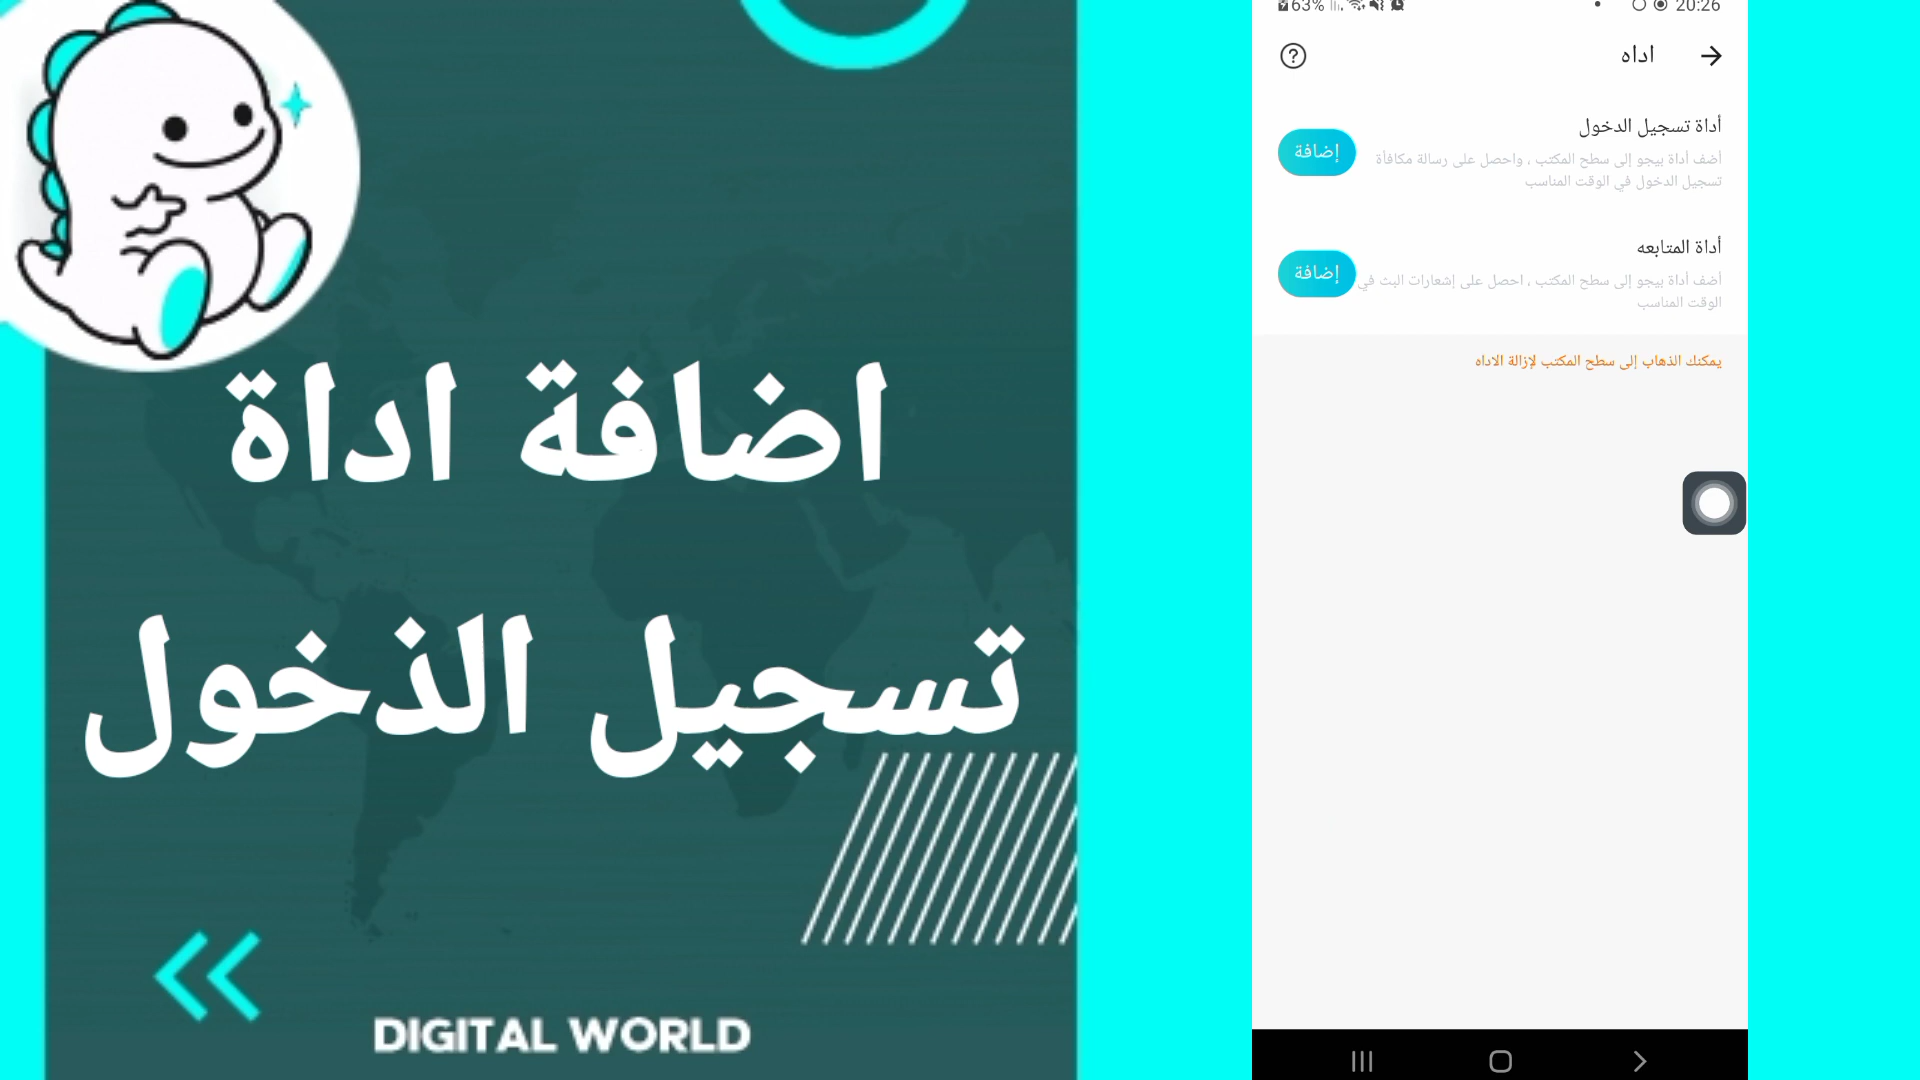 اضافة اداة
تسجيل الذخول
DIGITAL WORLD
63% 20:26
اداه
أداة تسجيل الدخول
أضف أداة بيجو إلى سطح المكتب ، واحصل على رسالة مكافأة
تسجيل الدخول في الوقت المناسب
إضافة
أداة المتابعه
أضف أداة بيجو إلى سطح المكتب ، احصل على إشعارات البث في
الوقت المناسب
إضافة
يمكنك الذهاب إلى سطح المكتب لإزالة الاداه